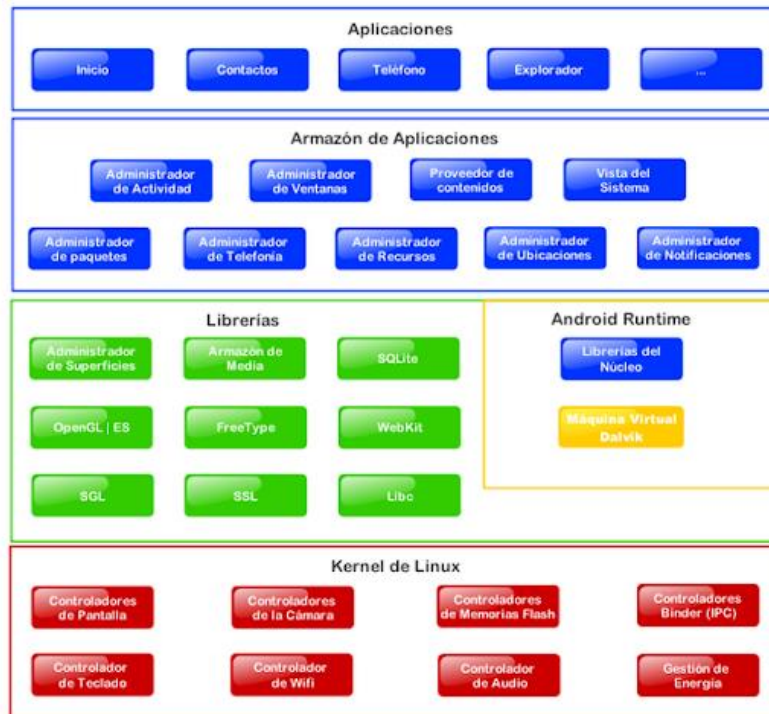 Aplicaciones
Inicio
Contactos
Teléfono
Explorador
...
Armazón de Aplicaciones
Administrador
de Actividad
Administrador
de Ventanas
Proveedor de
contenidos
Vista del
Sistema
Administrador
de paquetes
Administrador
de Telefonía
Administrador
de Recursos
Administrador
de Ubicaciones
Administrador
de Notificaciones
Librerías
Administrador
de Superficies
Armazón de
Media
SQLite
OpenGL | ES
FreeType
WebKit
SGL
SSL
Libc
Android Runtime
Librerías del
Núcleo
Máquina Virtual
Dalvik
Kernel de Linux
Controladores
de Pantalla
Controladores
de la Cámara
Controladores
de Memorias Flash
Controladores
Binder (IPC)
Controlador
de Teclado
Controlador
de Wifi
Controlador
de Audio
Gestión de
Energía